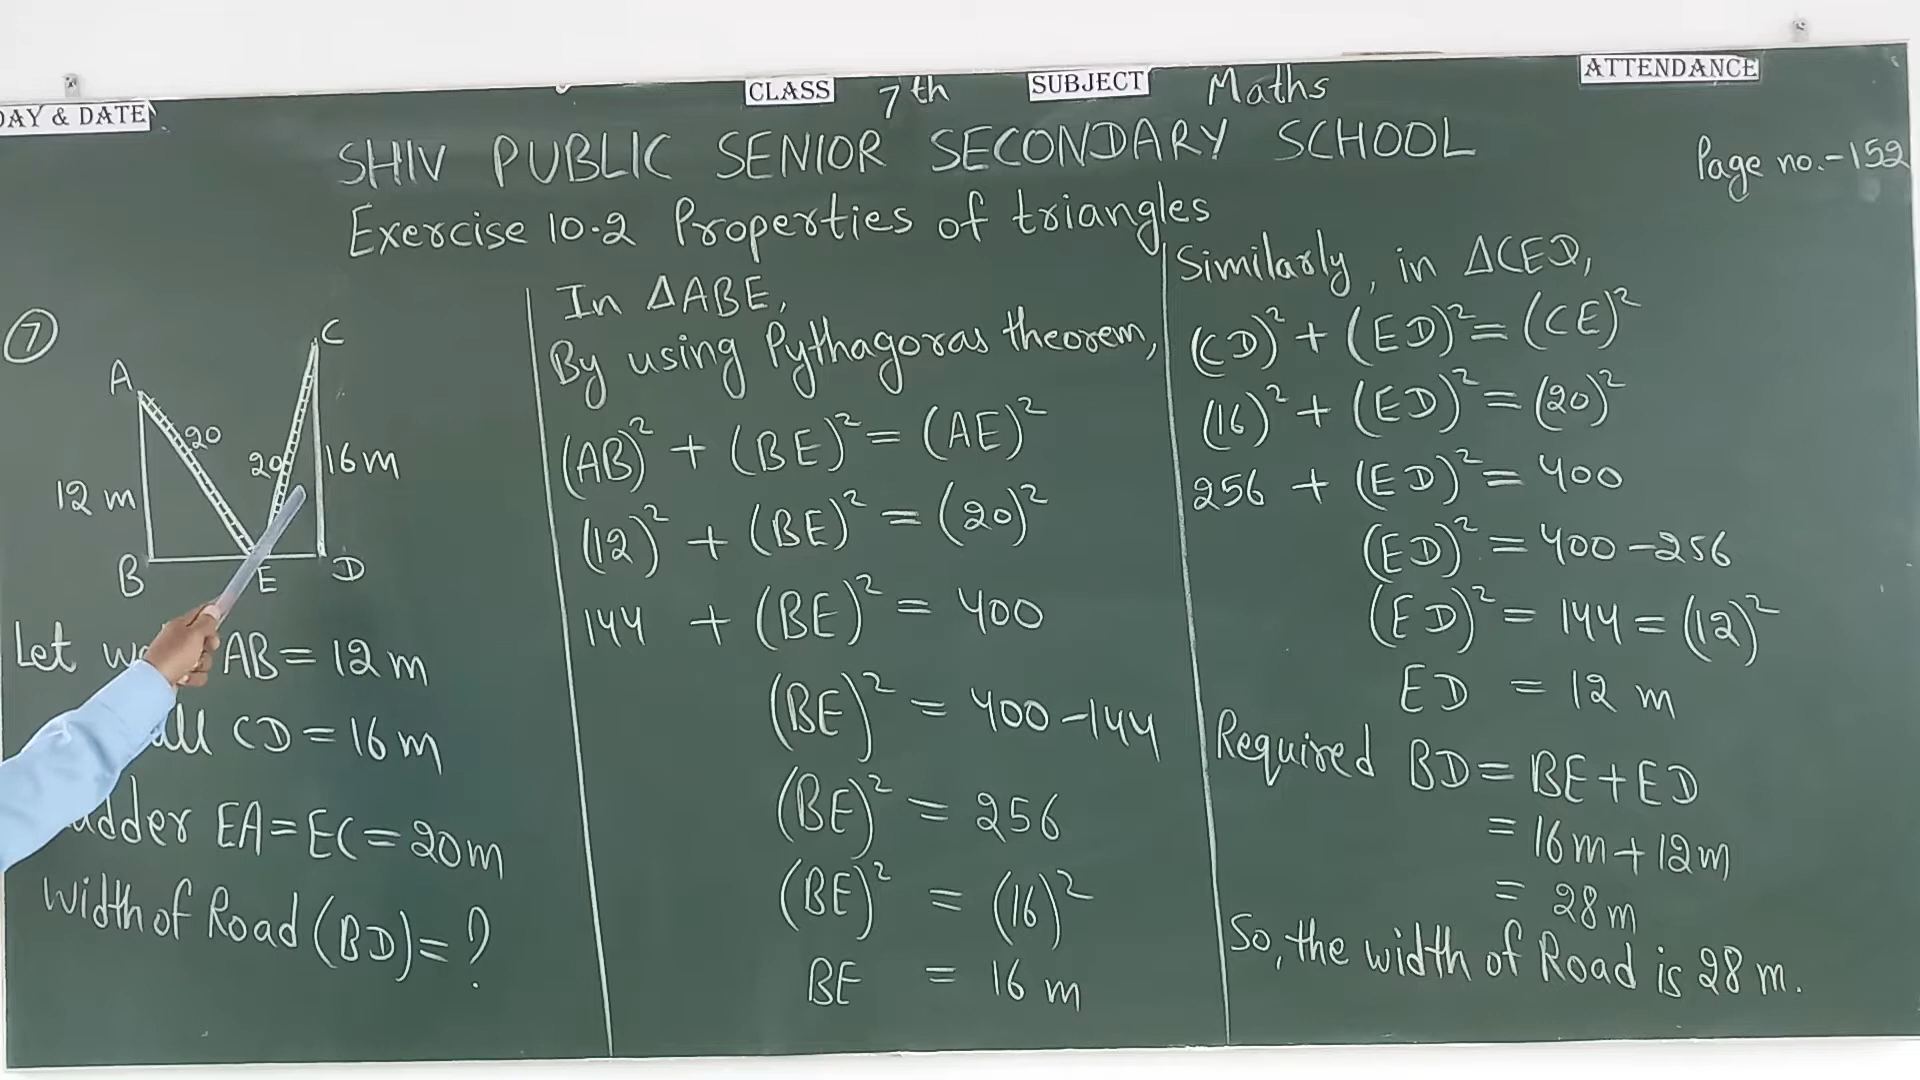 DAY & DATE
CLASS 7th SUBJECT Maths ATTENDANCE
SHIV PUBLIC SENIOR SECONDARY SCHOOL
Page no.-152
Exercise 10.2 Properties of triangles
7
A
C
20
20
12 m
16m
B
E
D
Let AB = 12 m
CD = 16 m
EA = EC = 20m
Width of Road (BD) = ?
In ΔABE,
By using Pythagoras theorem,
(AB)² + (BE)² = (AE)²
(12)² + (BE)² = (20)²
144 + (BE)² = 400
(BE)² = 400 - 144
(BE)² = 256
(BE)² = (16)²
BE = 16 m
Similarly, in ΔCED,
(CD)² + (ED)² = (CE)²
(16)² + (ED)² = (20)²
256 + (ED)² = 400
(ED)² = 400 - 256
(ED)² = 144 = (12)²
ED = 12 m
Required BD = BE + ED
= 16m + 12m
= 28m
So, the width of Road is 28 m.